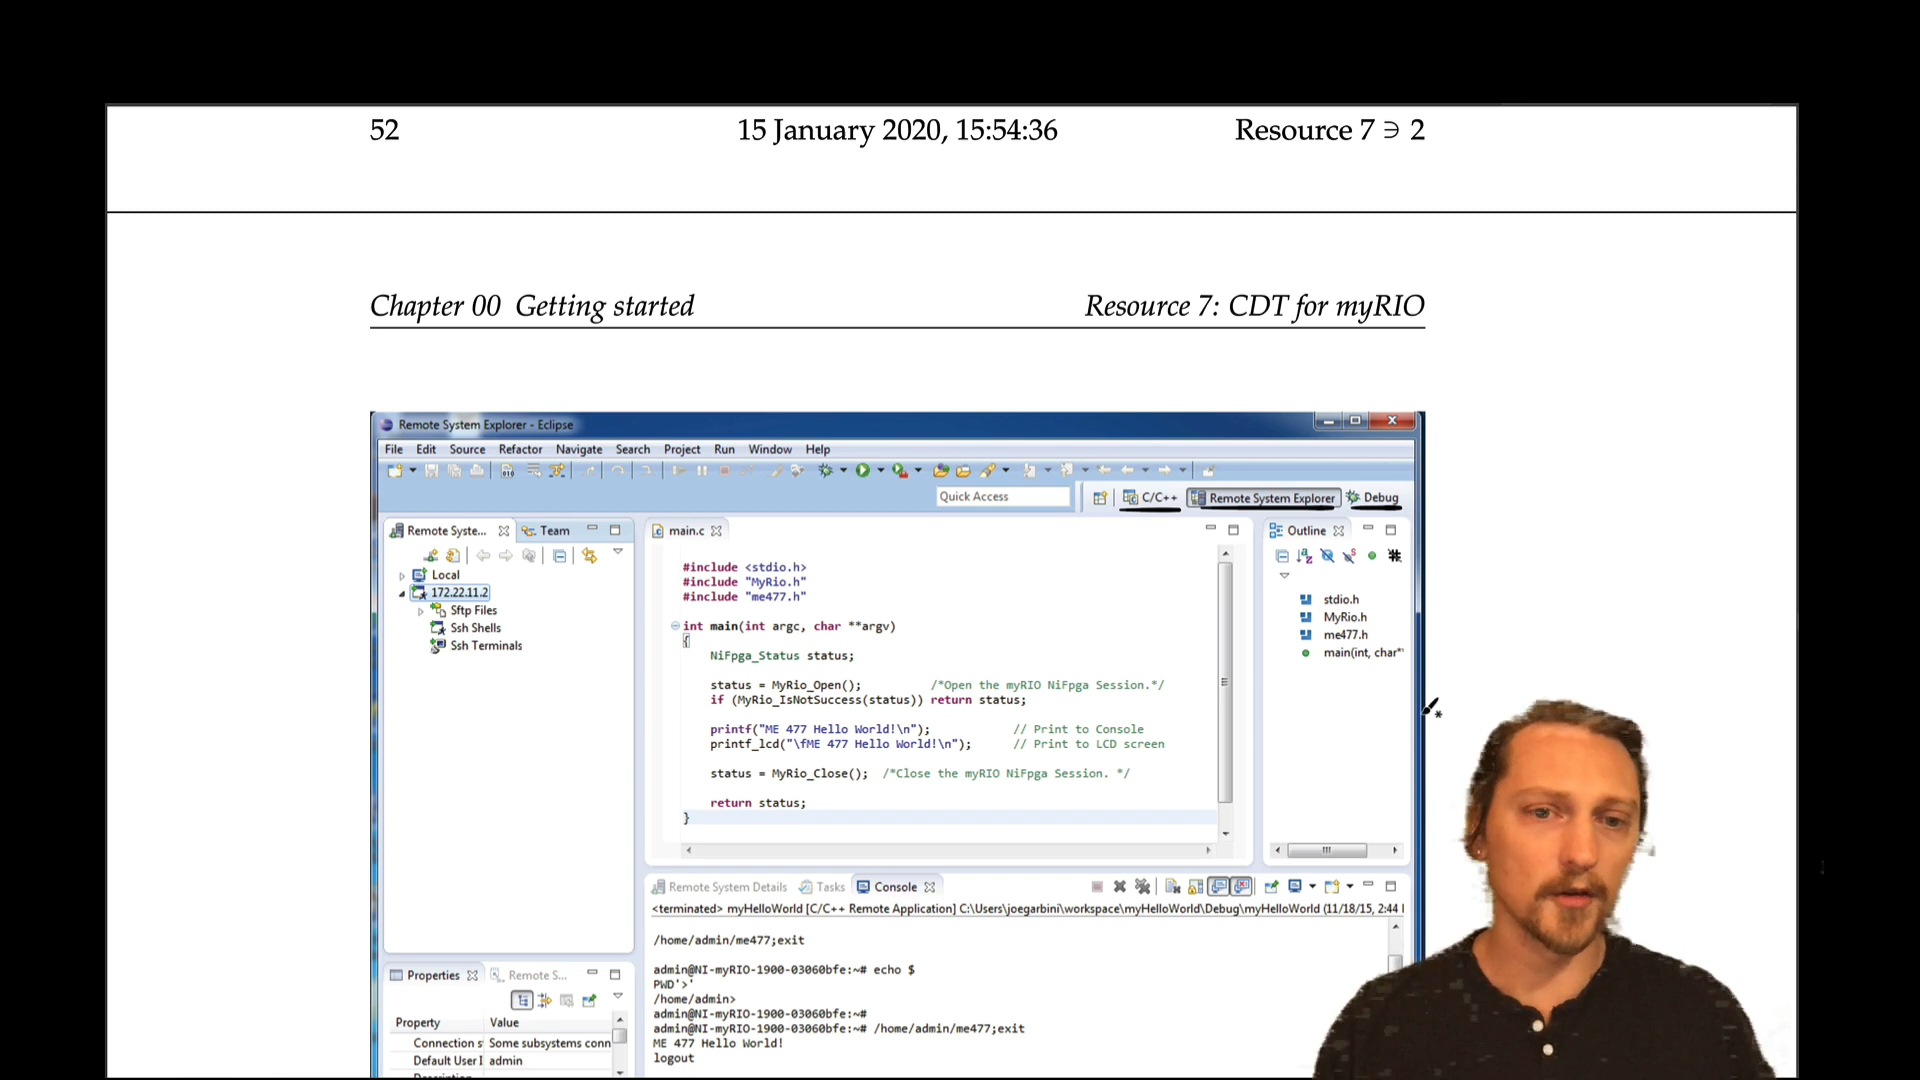 52 15 January 2020, 15:54:36 Resource 7 ∋ 2
Chapter 00 Getting started Resource 7: CDT for myRIO
Remote System Explorer - Eclipse
File Edit Source Refactor Navigate Search Project Run Window Help
Quick Access C/C++ Remote System Explorer Debug
Remote Syste... Team
Local
172.22.11.2
Sftp Files
Ssh Shells
Ssh Terminals
main.c
#include <stdio.h>
#include "MyRio.h"
#include "me477.h"
int main(int argc, char **argv)
{
NiFpga_Status status;
status = MyRio_Open(); /*Open the myRIO NiFpga Session.*/
if (MyRio_IsNotSuccess(status)) return status;
printf("ME 477 Hello World!\n"); // Print to Console
printf_lcd("\fME 477 Hello World!\n"); // Print to LCD screen
status = MyRio_Close(); /*Close the myRIO NiFpga Session. */
return status;
}
Outline
stdio.h
MyRio.h
me477.h
main(int, char*
Remote System Details Tasks Console
<terminated> myHelloWorld [C/C++ Remote Application] C:\Users\joegarbini\workspace\myHelloWorld\Debug\myHelloWorld (11/18/15, 2:44
/home/admin/me477;exit
admin@NI-myRIO-1900-03060bfe:~# echo $
PWD'>'
/home/admin>
admin@NI-myRIO-1900-03060bfe:~#
admin@NI-myRIO-1900-03060bfe:~# /home/admin/me477;exit
ME 477 Hello World!
logout
Properties Remote S...
Property Value
Connection s Some subsystems conn
Default User I admin